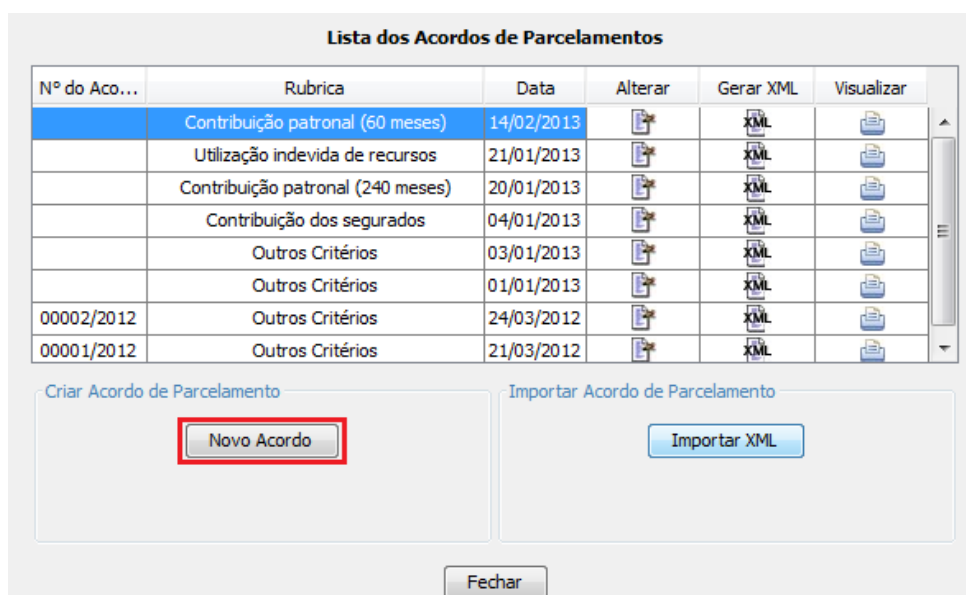 Lista dos Acordos de Parcelamentos
Nº do Aco... Rubrica Data Alterar Gerar XML Visualizar
Contribuição patronal (60 meses) 14/02/2013 XML
Utilização indevida de recursos 21/01/2013 XML
Contribuição patronal (240 meses) 20/01/2013 XML
Contribuição dos segurados 04/01/2013 XML
Outros Critérios 03/01/2013 XML
Outros Critérios 01/01/2013 XML
00002/2012 Outros Critérios 24/03/2012 XML
00001/2012 Outros Critérios 21/03/2012 XML
Criar Acordo de Parcelamento Importar Acordo de Parcelamento
Novo Acordo Importar XML
Fechar